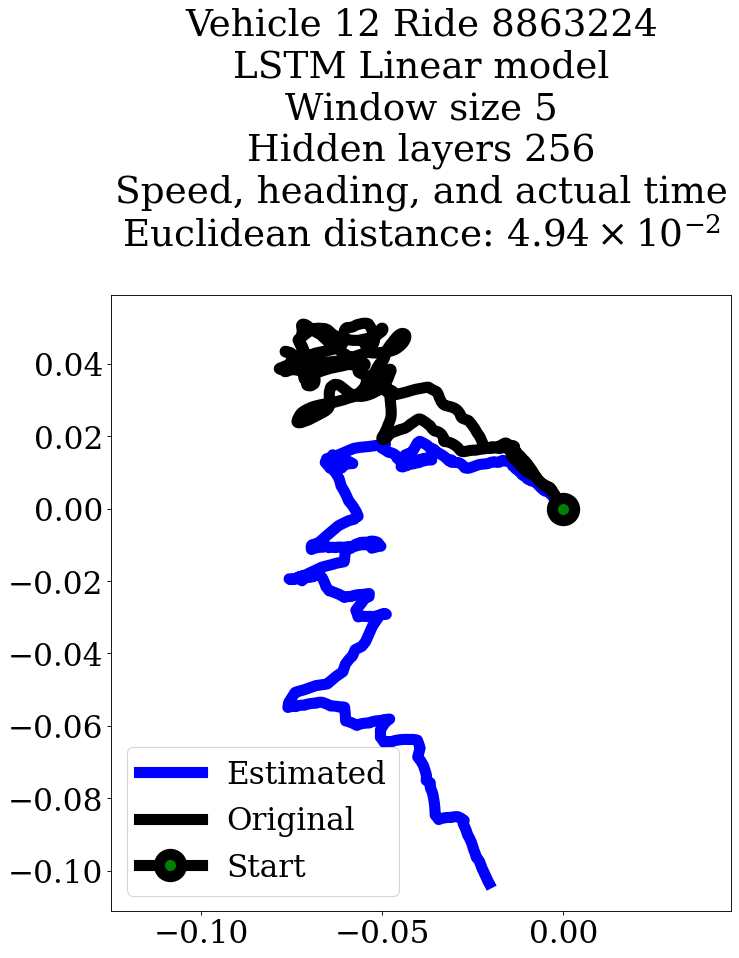 Vehicle 12 Ride 8863224
LSTM Linear model
Window size 5
Hidden layers 256
Speed, heading, and actual time
Euclidean distance: 4.94 × 10⁻²
0.04
0.02
0.00
−0.02
−0.04
−0.06
−0.08
−0.10
Estimated
Original
Start
−0.10 −0.05 0.00